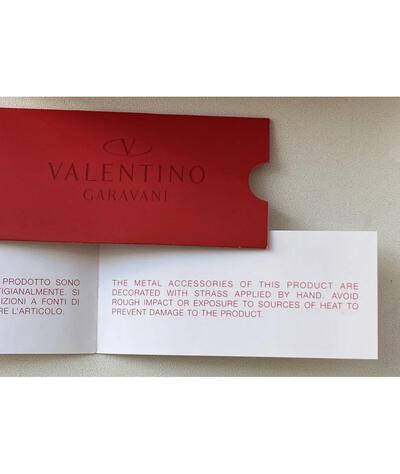 V
VALENTINO
GARAVANI
PRODOTTO SONO
TIGIANALMENTE. SI
IZIONI A FONTI DI
RE L'ARTICOLO.
THE METAL ACCESSORIES OF THIS PRODUCT ARE
DECORATED WITH STRASS APPLIED BY HAND. AVOID
ROUGH IMPACT OR EXPOSURE TO SOURCES OF HEAT TO
PREVENT DAMAGE TO THE PRODUCT.